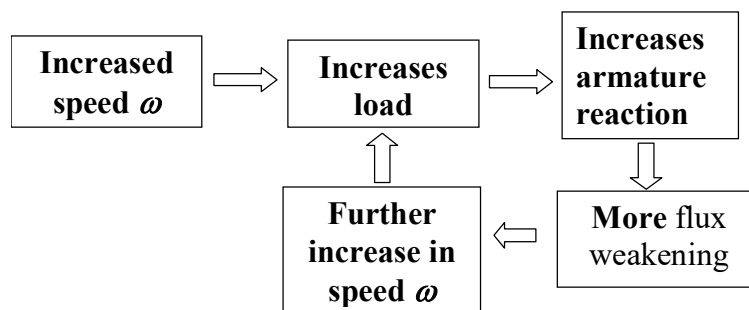 Increased
speed ω
Increases
load
Increases
armature
reaction
More flux
weakening
Further
increase in
speed ω